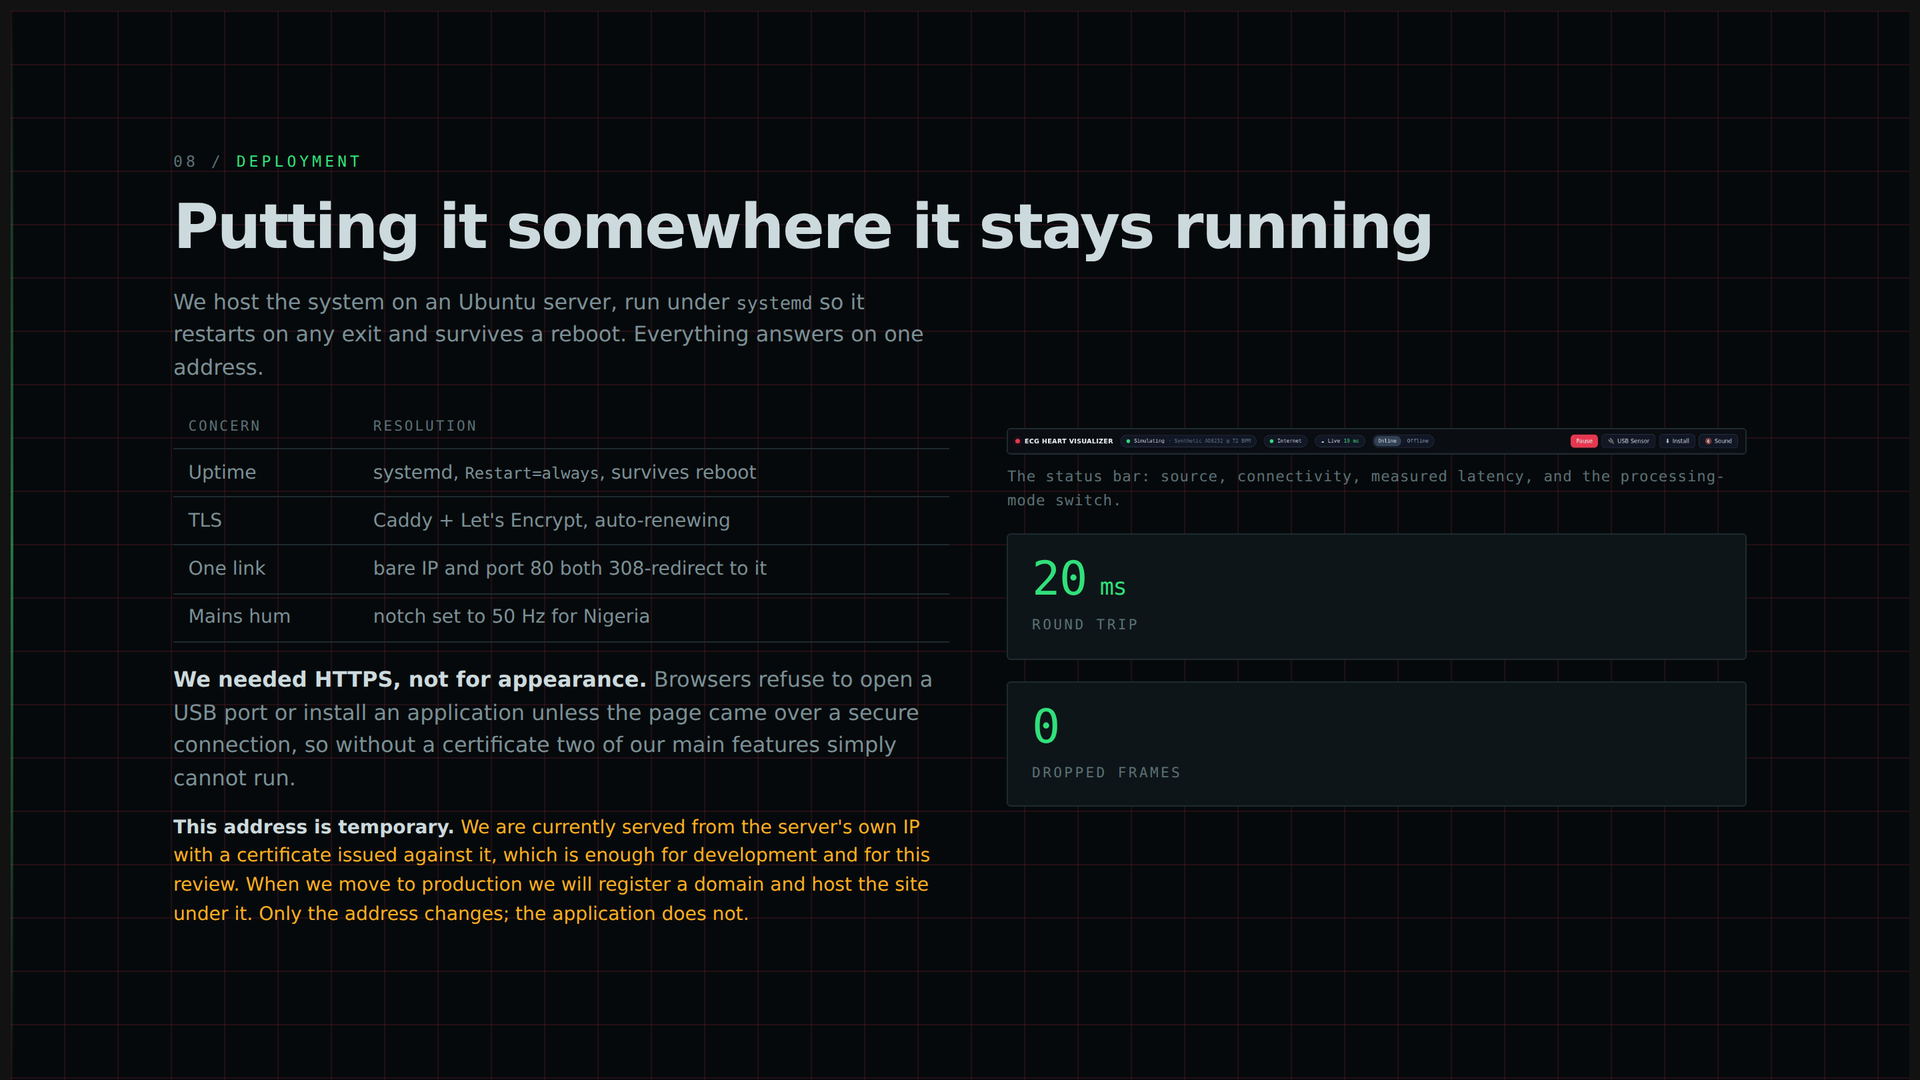 08 / DEPLOYMENT
Putting it somewhere it stays running
We host the system on an Ubuntu server, run under systemd so it
restarts on any exit and survives a reboot. Everything answers on one
address.
CONCERN RESOLUTION
Uptime systemd, Restart=always, survives reboot
TLS Caddy + Let's Encrypt, auto-renewing
One link bare IP and port 80 both 308-redirect to it
Mains hum notch set to 50 Hz for Nigeria
We needed HTTPS, not for appearance. Browsers refuse to open a
USB port or install an application unless the page came over a secure
connection, so without a certificate two of our main features simply
cannot run.
This address is temporary. We are currently served from the server's own IP
with a certificate issued against it, which is enough for development and for this
review. When we move to production we will register a domain and host the site
under it. Only the address changes; the application does not.
ECG HEART VISUALIZER Simulating · Synthetic AD8232 @ 72 BPM Internet Live 19 ms Online Offline Pause USB Sensor Install Sound
The status bar: source, connectivity, measured latency, and the processing-
mode switch.
20 ms
ROUND TRIP
0
DROPPED FRAMES